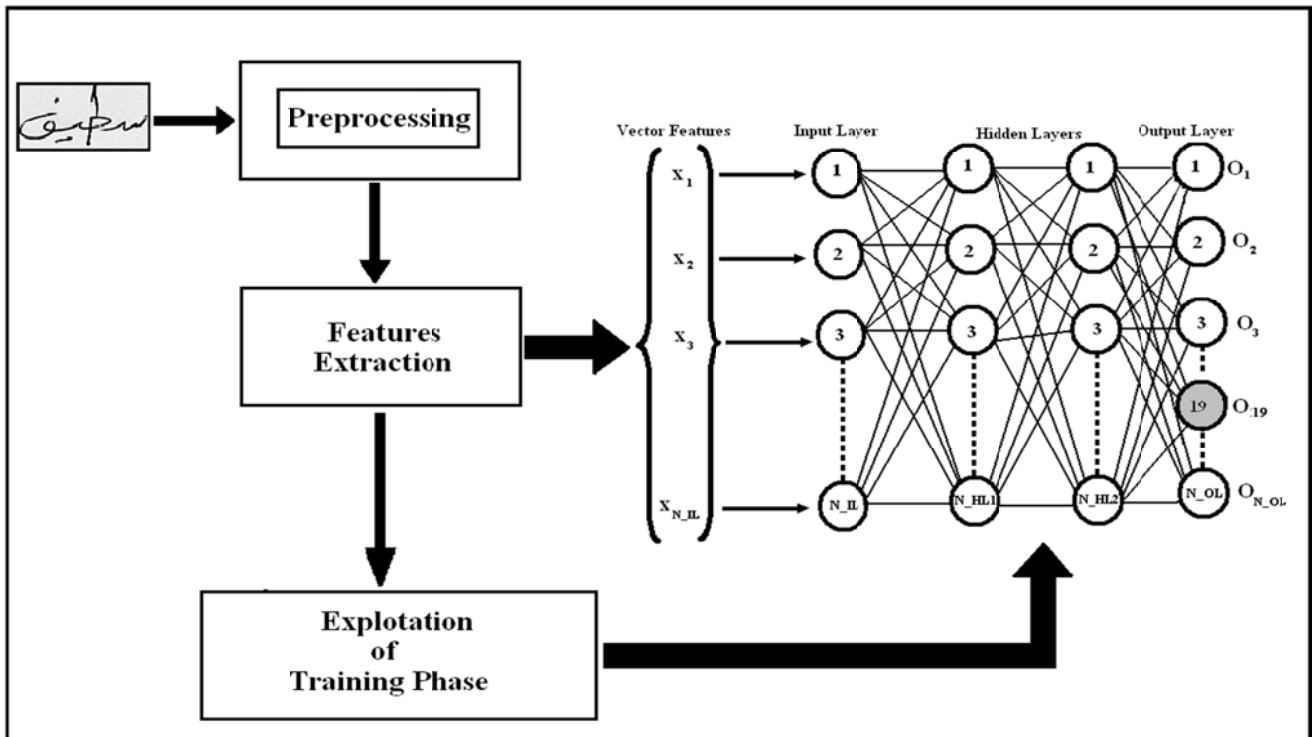 سطيف
Preprocessing
Features
Extraction
Explotation
of
Training Phase
Vector Features
Input Layer
Hidden Layers
Output Layer
X1
1
1
1
1
O1
X2
2
2
2
2
O2
X3
3
3
3
3
O3
19
O:19
XN_IL
N_IL
N_HL1
N_HL2
N_OL
ON_OL